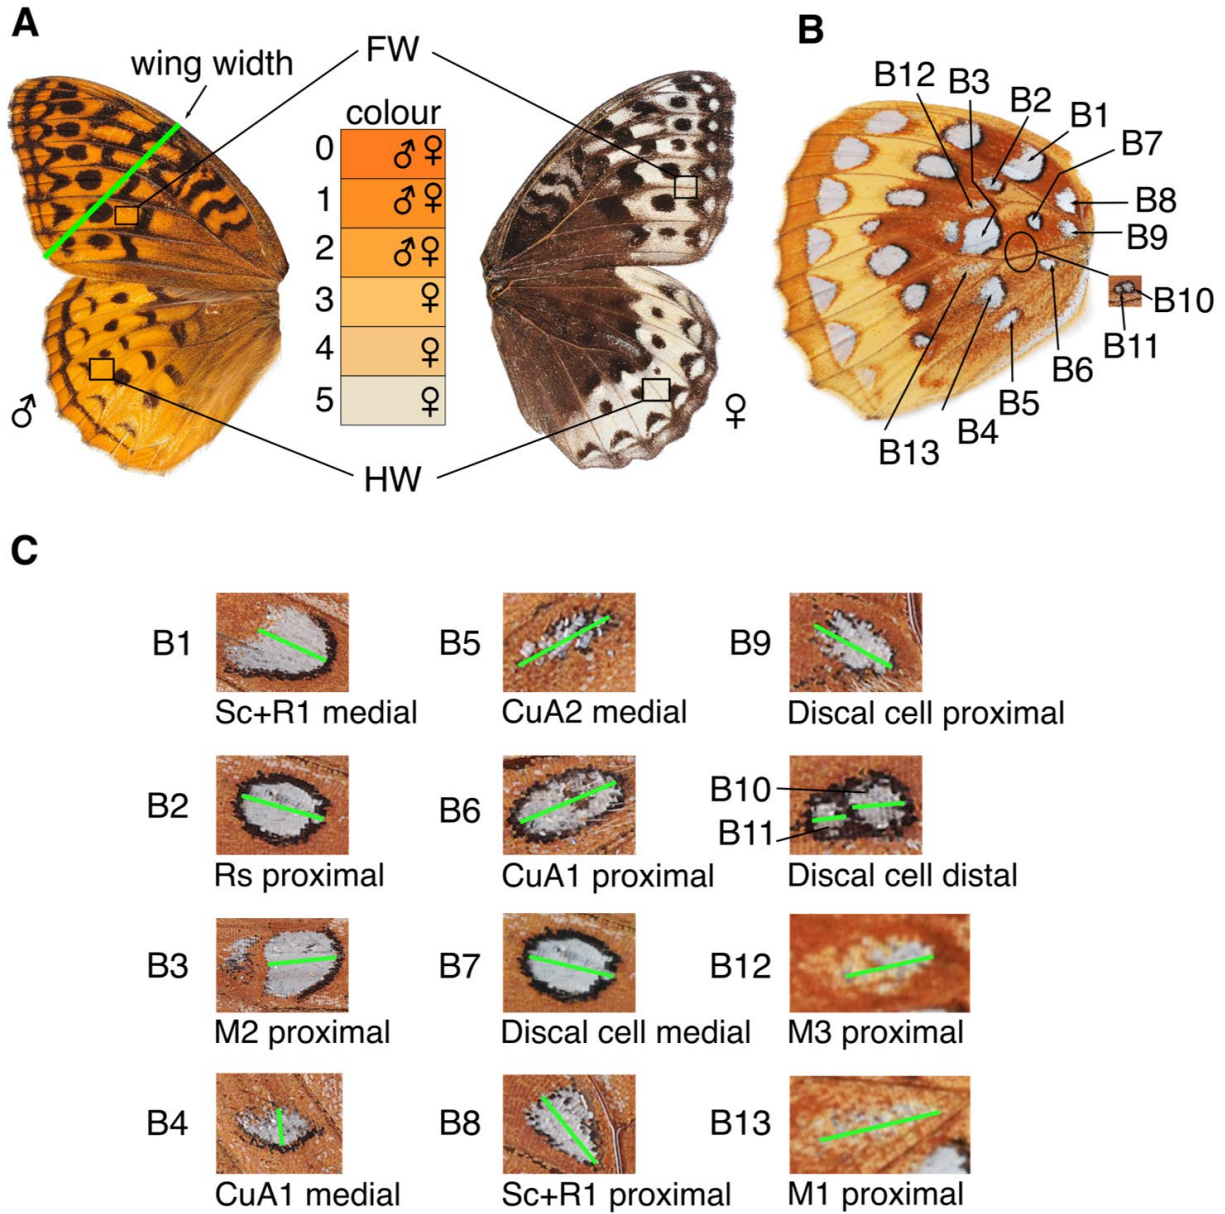 A
wing width
FW
colour
0 ♂♀
1 ♂♀
2 ♂♀
3 ♀
4 ♀
5 ♀
♂
♀
HW
B
B12
B3
B2
B1
B7
B8
B9
B10
B11
B6
B5
B4
B13
C
B1
Sc+R1 medial
B5
CuA2 medial
B9
Discal cell proximal
B2
Rs proximal
B6
CuA1 proximal
B10
B11
Discal cell distal
B3
M2 proximal
B7
Discal cell medial
B12
M3 proximal
B4
CuA1 medial
B8
Sc+R1 proximal
B13
M1 proximal